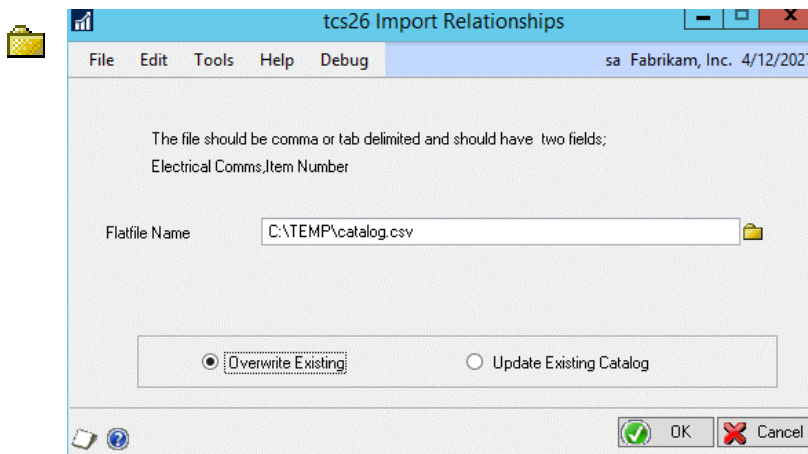 tcs26 Import Relationships
File Edit Tools Help Debug sa Fabrikam, Inc. 4/12/2027
The file should be comma or tab delimited and should have two fields;
Electrical Comms,Item Number
Flatfile Name C:\TEMP\catalog.csv
Overwrite Existing Update Existing Catalog
OK Cancel